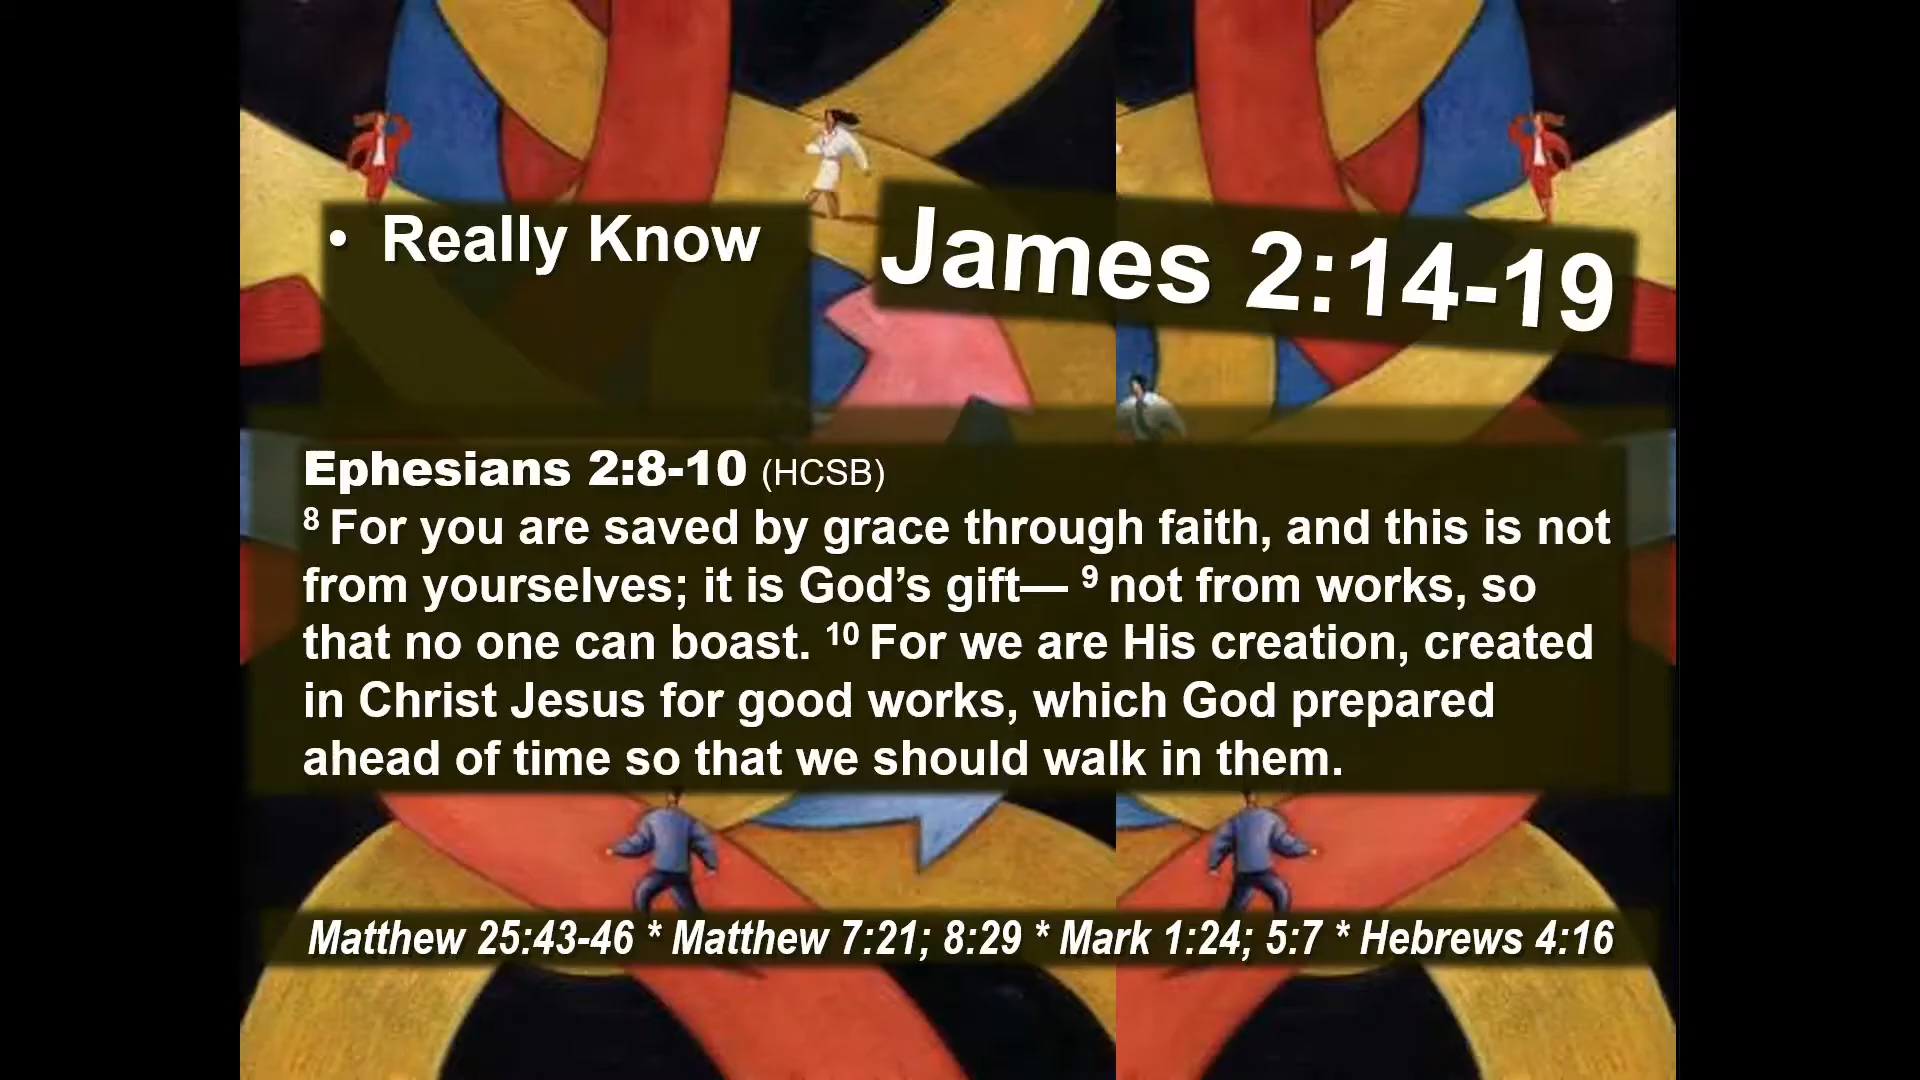 • Really Know
James 2:14-19
Ephesians 2:8-10 (HCSB)
8 For you are saved by grace through faith, and this is not
from yourselves; it is God’s gift— 9 not from works, so
that no one can boast. 10 For we are His creation, created
in Christ Jesus for good works, which God prepared
ahead of time so that we should walk in them.
Matthew 25:43-46 * Matthew 7:21; 8:29 * Mark 1:24; 5:7 * Hebrews 4:16